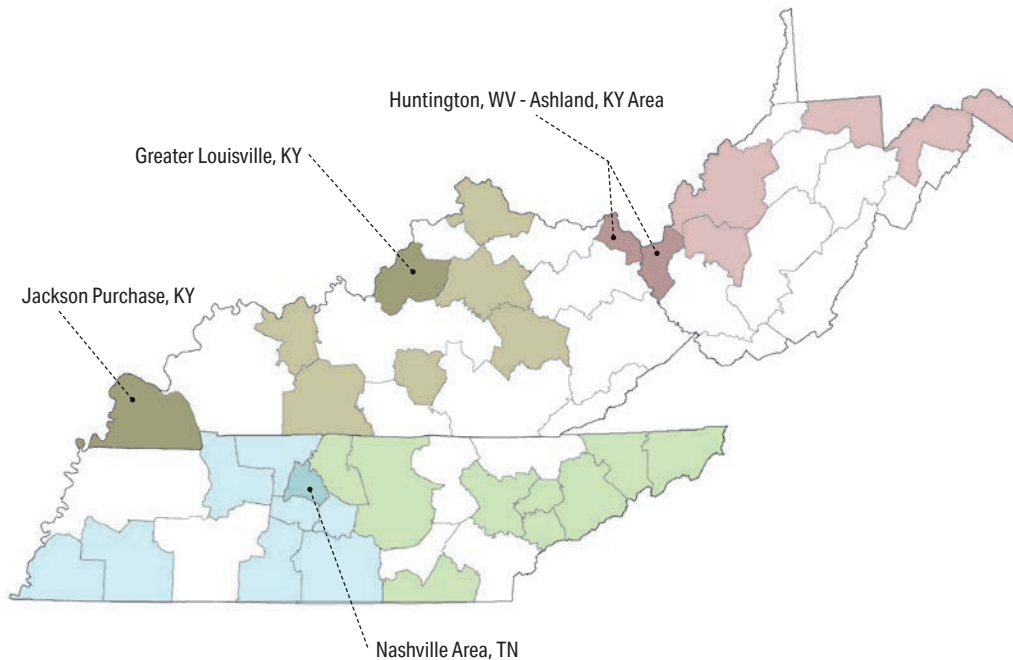 Huntington, WV - Ashland, KY Area
Greater Louisville, KY
Jackson Purchase, KY
Nashville Area, TN